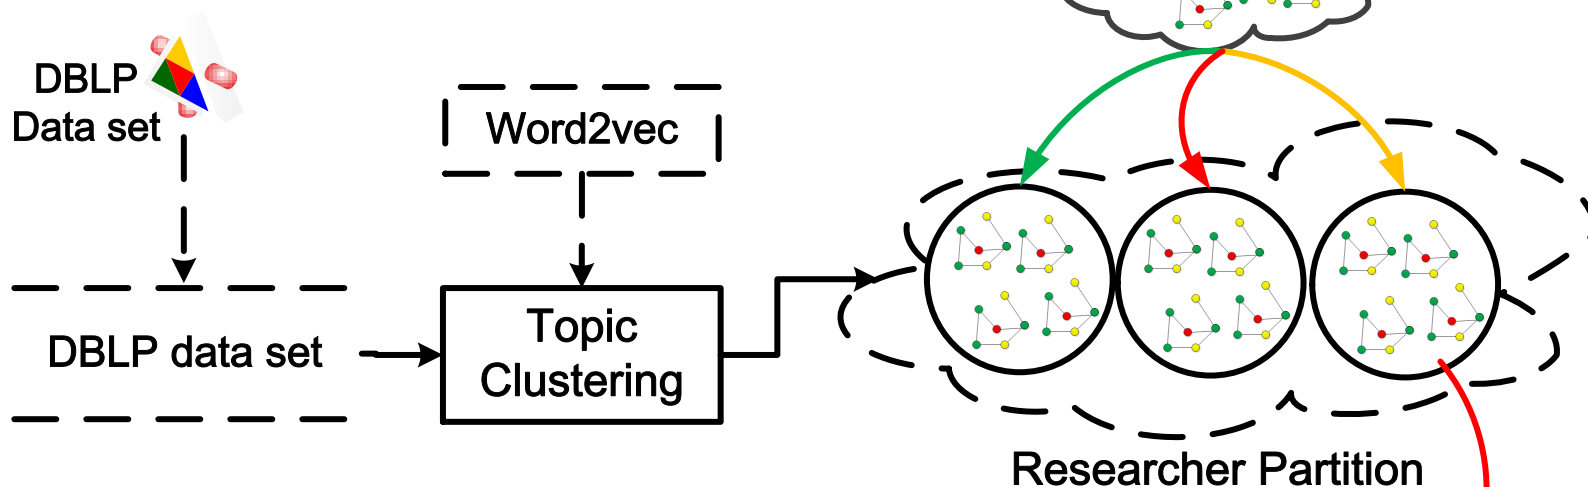 DBLP
Data set
Word2vec
DBLP data set
Topic
Clustering
Researcher Partition